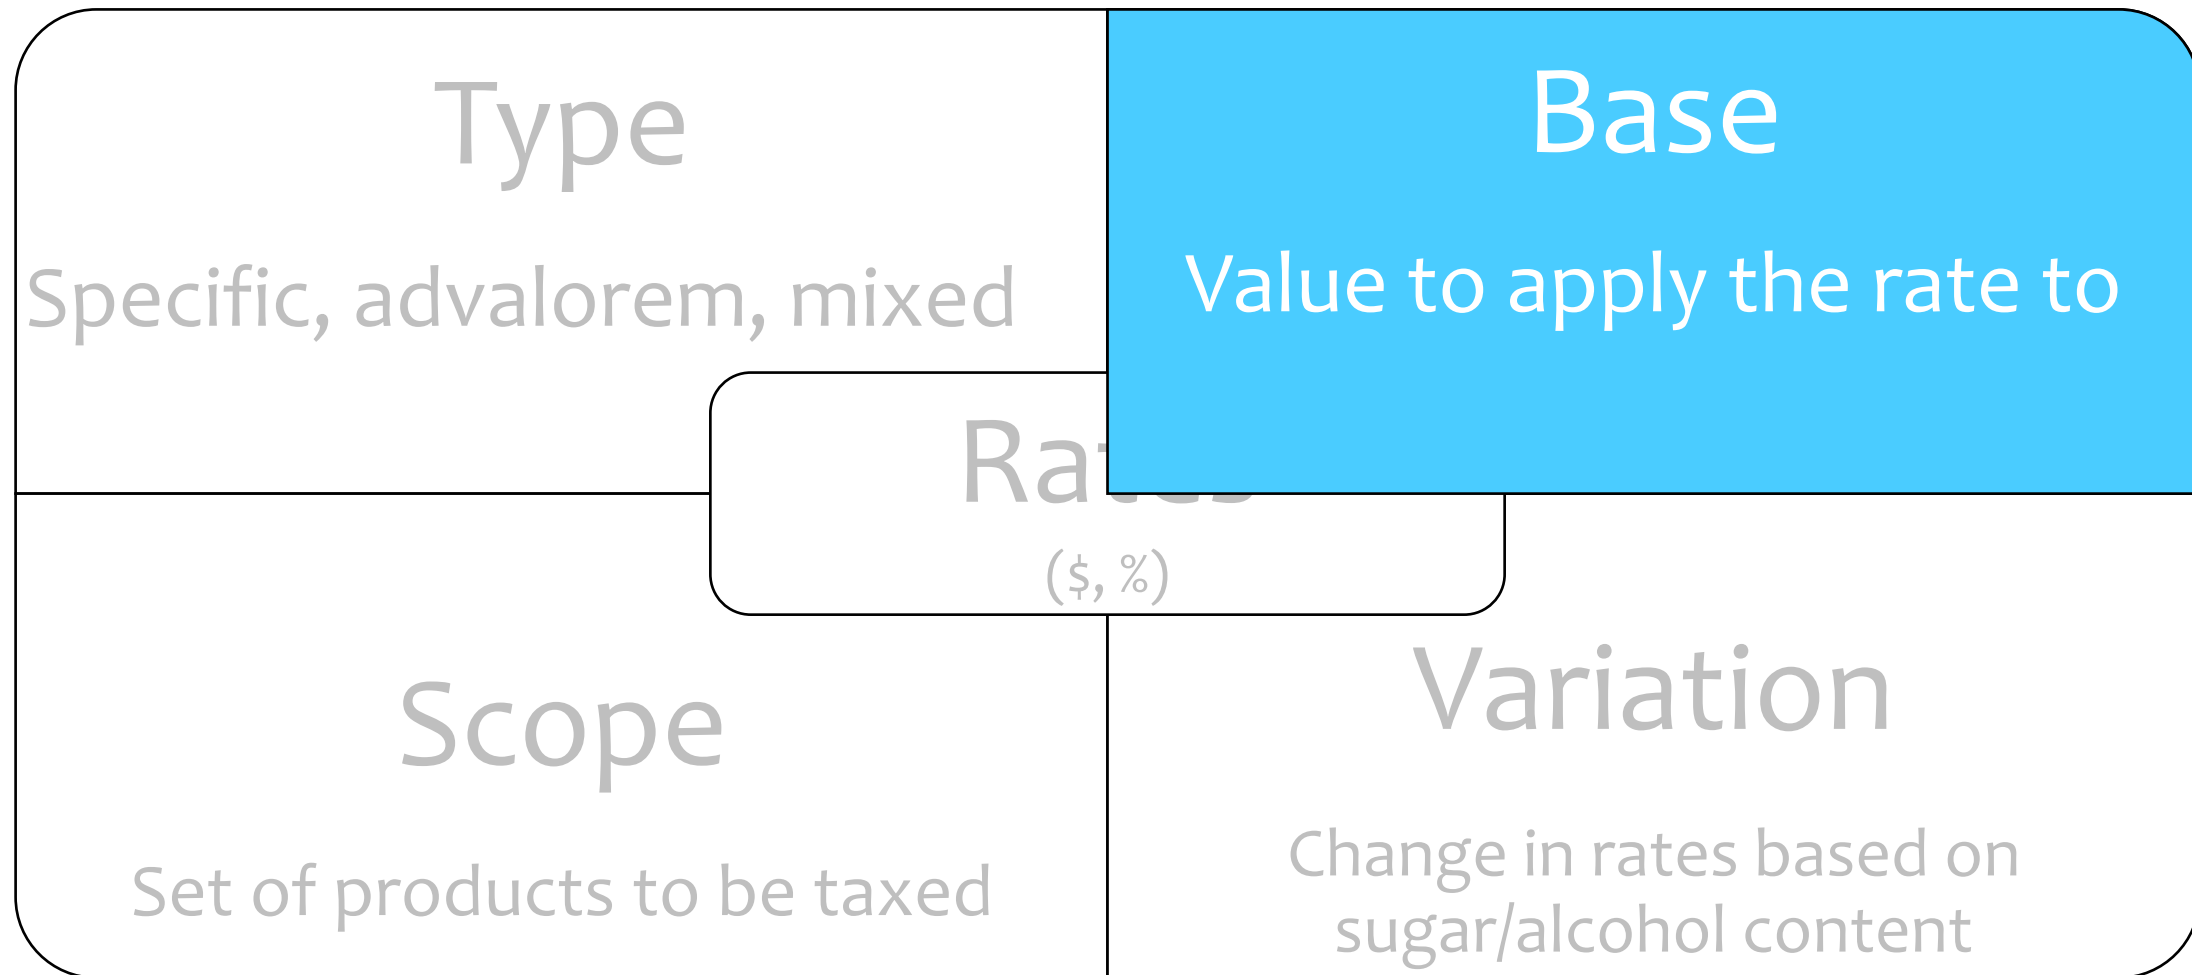 Type
Specific, advalorem, mixed
Base
Value to apply the rate to
Rates
($, %)
Scope
Set of products to be taxed
Variation
Change in rates based on
sugar/alcohol content